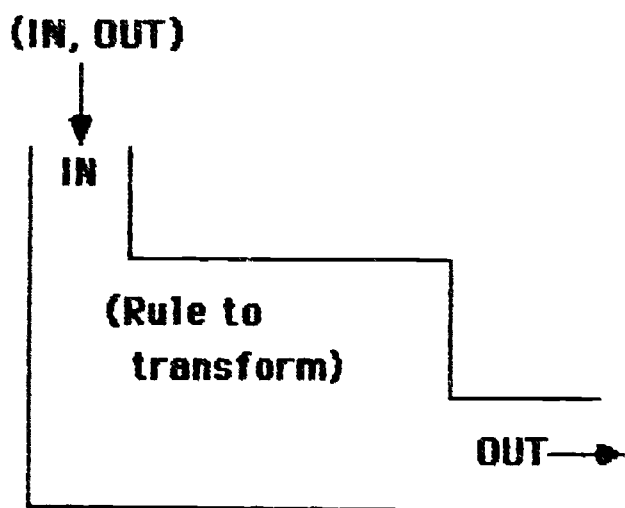 (IN, OUT)
IN
(Rule to
transform)
OUT